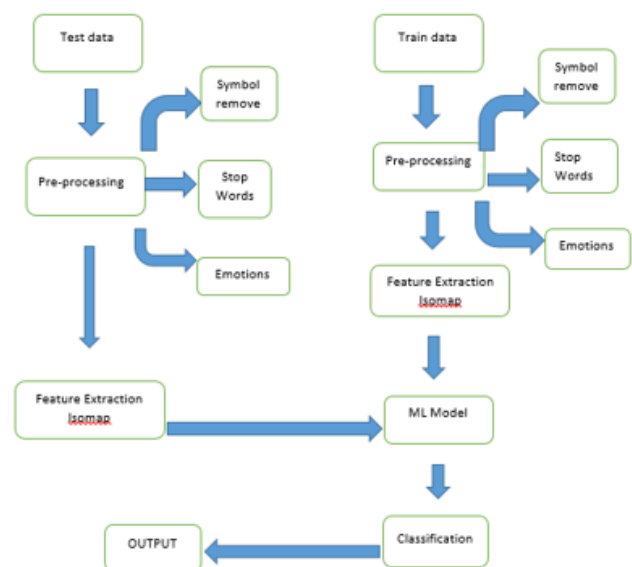 Test data
Train data
Symbol
remove
Symbol
remove
Pre-processing
Stop
Words
Pre-processing
Stop
Words
Emotions
Emotions
Feature Extraction
Isomap
Feature Extraction
Isomap
ML Model
Classification
OUTPUT